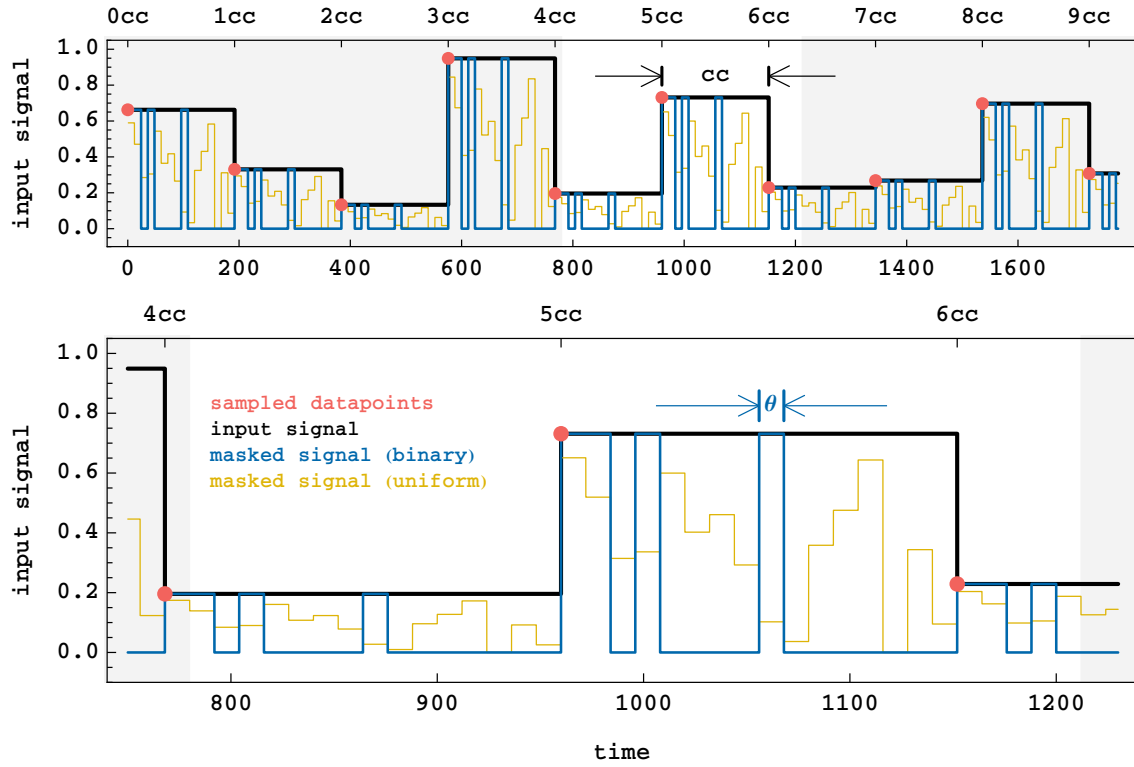 0cc 1cc 2cc 3cc 4cc 5cc 6cc 7cc 8cc 9cc
1.0
0.8
0.6
0.4
0.2
0.0
input signal
cc
0 200 400 600 800 1000 1200 1400 1600
4cc 5cc 6cc
1.0
0.8
0.6
0.4
0.2
0.0
input signal
θ
sampled datapoints
input signal
masked signal (binary)
masked signal (uniform)
800 900 1000 1100 1200
time